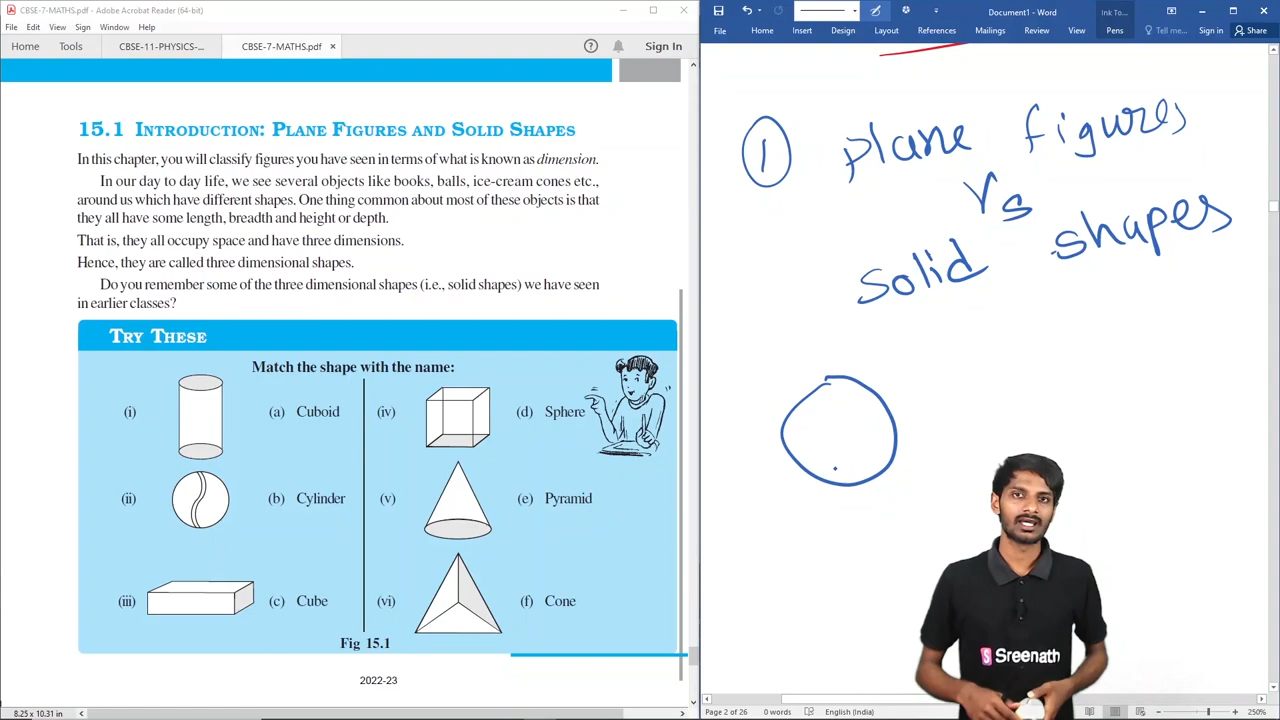 CBSE-7-MATHS.pdf - Adobe Acrobat Reader (64-bit)
File Edit View Sign Window Help
Home Tools CBSE-11-PHYSICS-... CBSE-7-MATHS.pdf × ? Sign In
15.1 INTRODUCTION: PLANE FIGURES AND SOLID SHAPES
In this chapter, you will classify figures you have seen in terms of what is known as dimension.
In our day to day life, we see several objects like books, balls, ice-cream cones etc.,
around us which have different shapes. One thing common about most of these objects is that
they all have some length, breadth and height or depth.
That is, they all occupy space and have three dimensions.
Hence, they are called three dimensional shapes.
Do you remember some of the three dimensional shapes (i.e., solid shapes) we have seen
in earlier classes?
TRY THESE
Match the shape with the name:
(i) (a) Cuboid (iv) (d) Sphere
(ii) (b) Cylinder (v) (e) Pyramid
(iii) (c) Cube (vi) (f) Cone
Fig 15.1
2022-23
8.25 x 10.31 in
Document1 - Word Ink To...
File Home Insert Design Layout References Mailings Review View Pens Tell me... Sign in Share
1 plane figures
Vs
solid shapes
S Sreenath
Page 2 of 26 0 words English (India) 250%